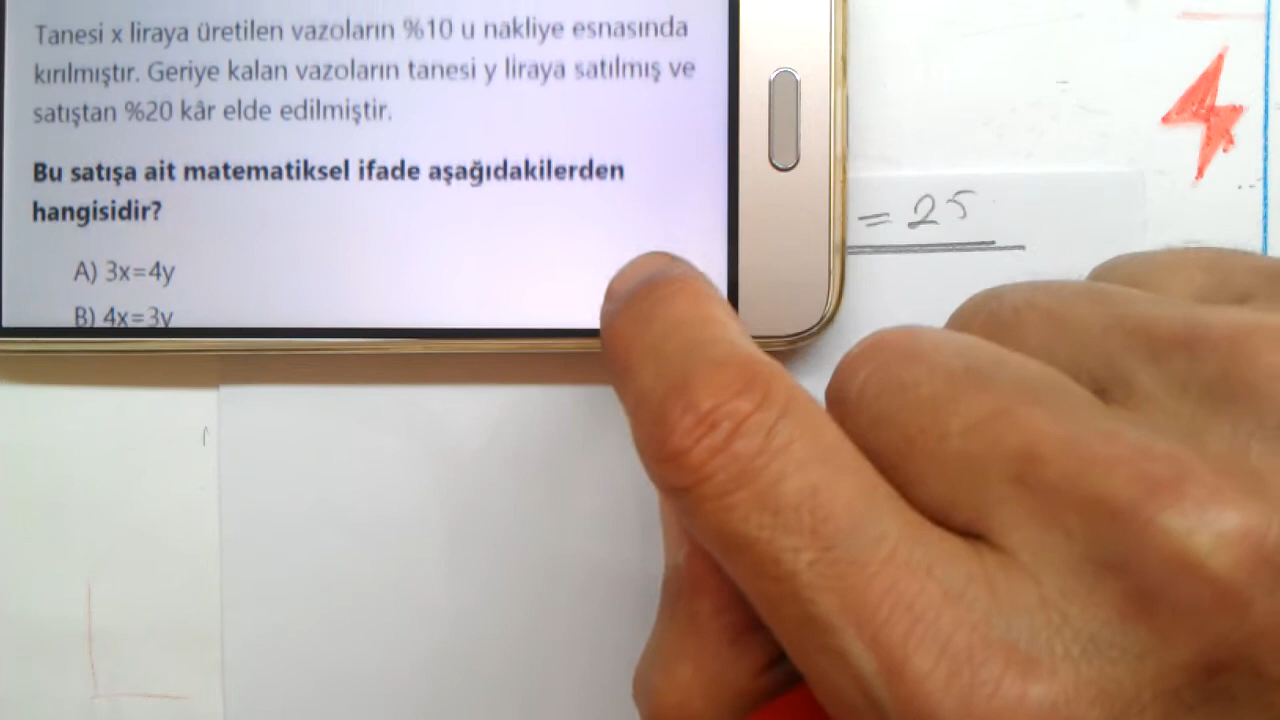 Tanesi x liraya üretilen vazoların %10 u nakliye esnasında
kırılmıştır. Geriye kalan vazoların tanesi y liraya satılmış ve
satıştan %20 kâr elde edilmiştir.
Bu satışa ait matematiksel ifade aşağıdakilerden
hangisidir?
A) 3x=4y
B) 4x=3y
= 25